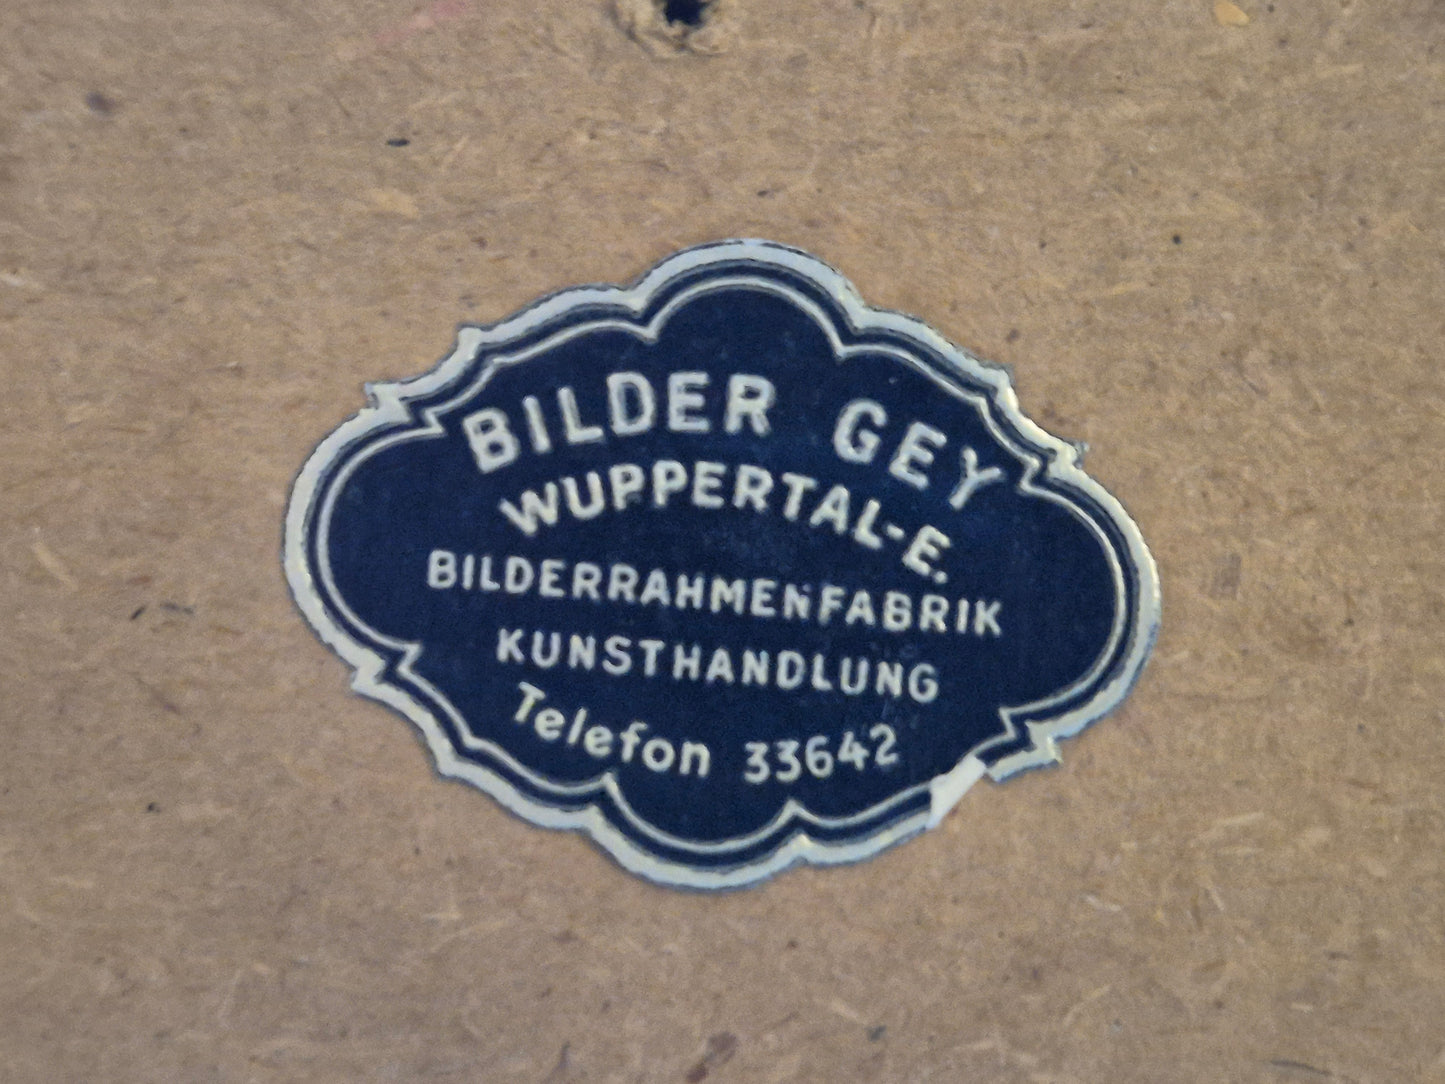 BILDER GEY
WUPPERTAL-E.
BILDERRAHMENFABRIK
KUNSTHANDLUNG
Telefon 33642